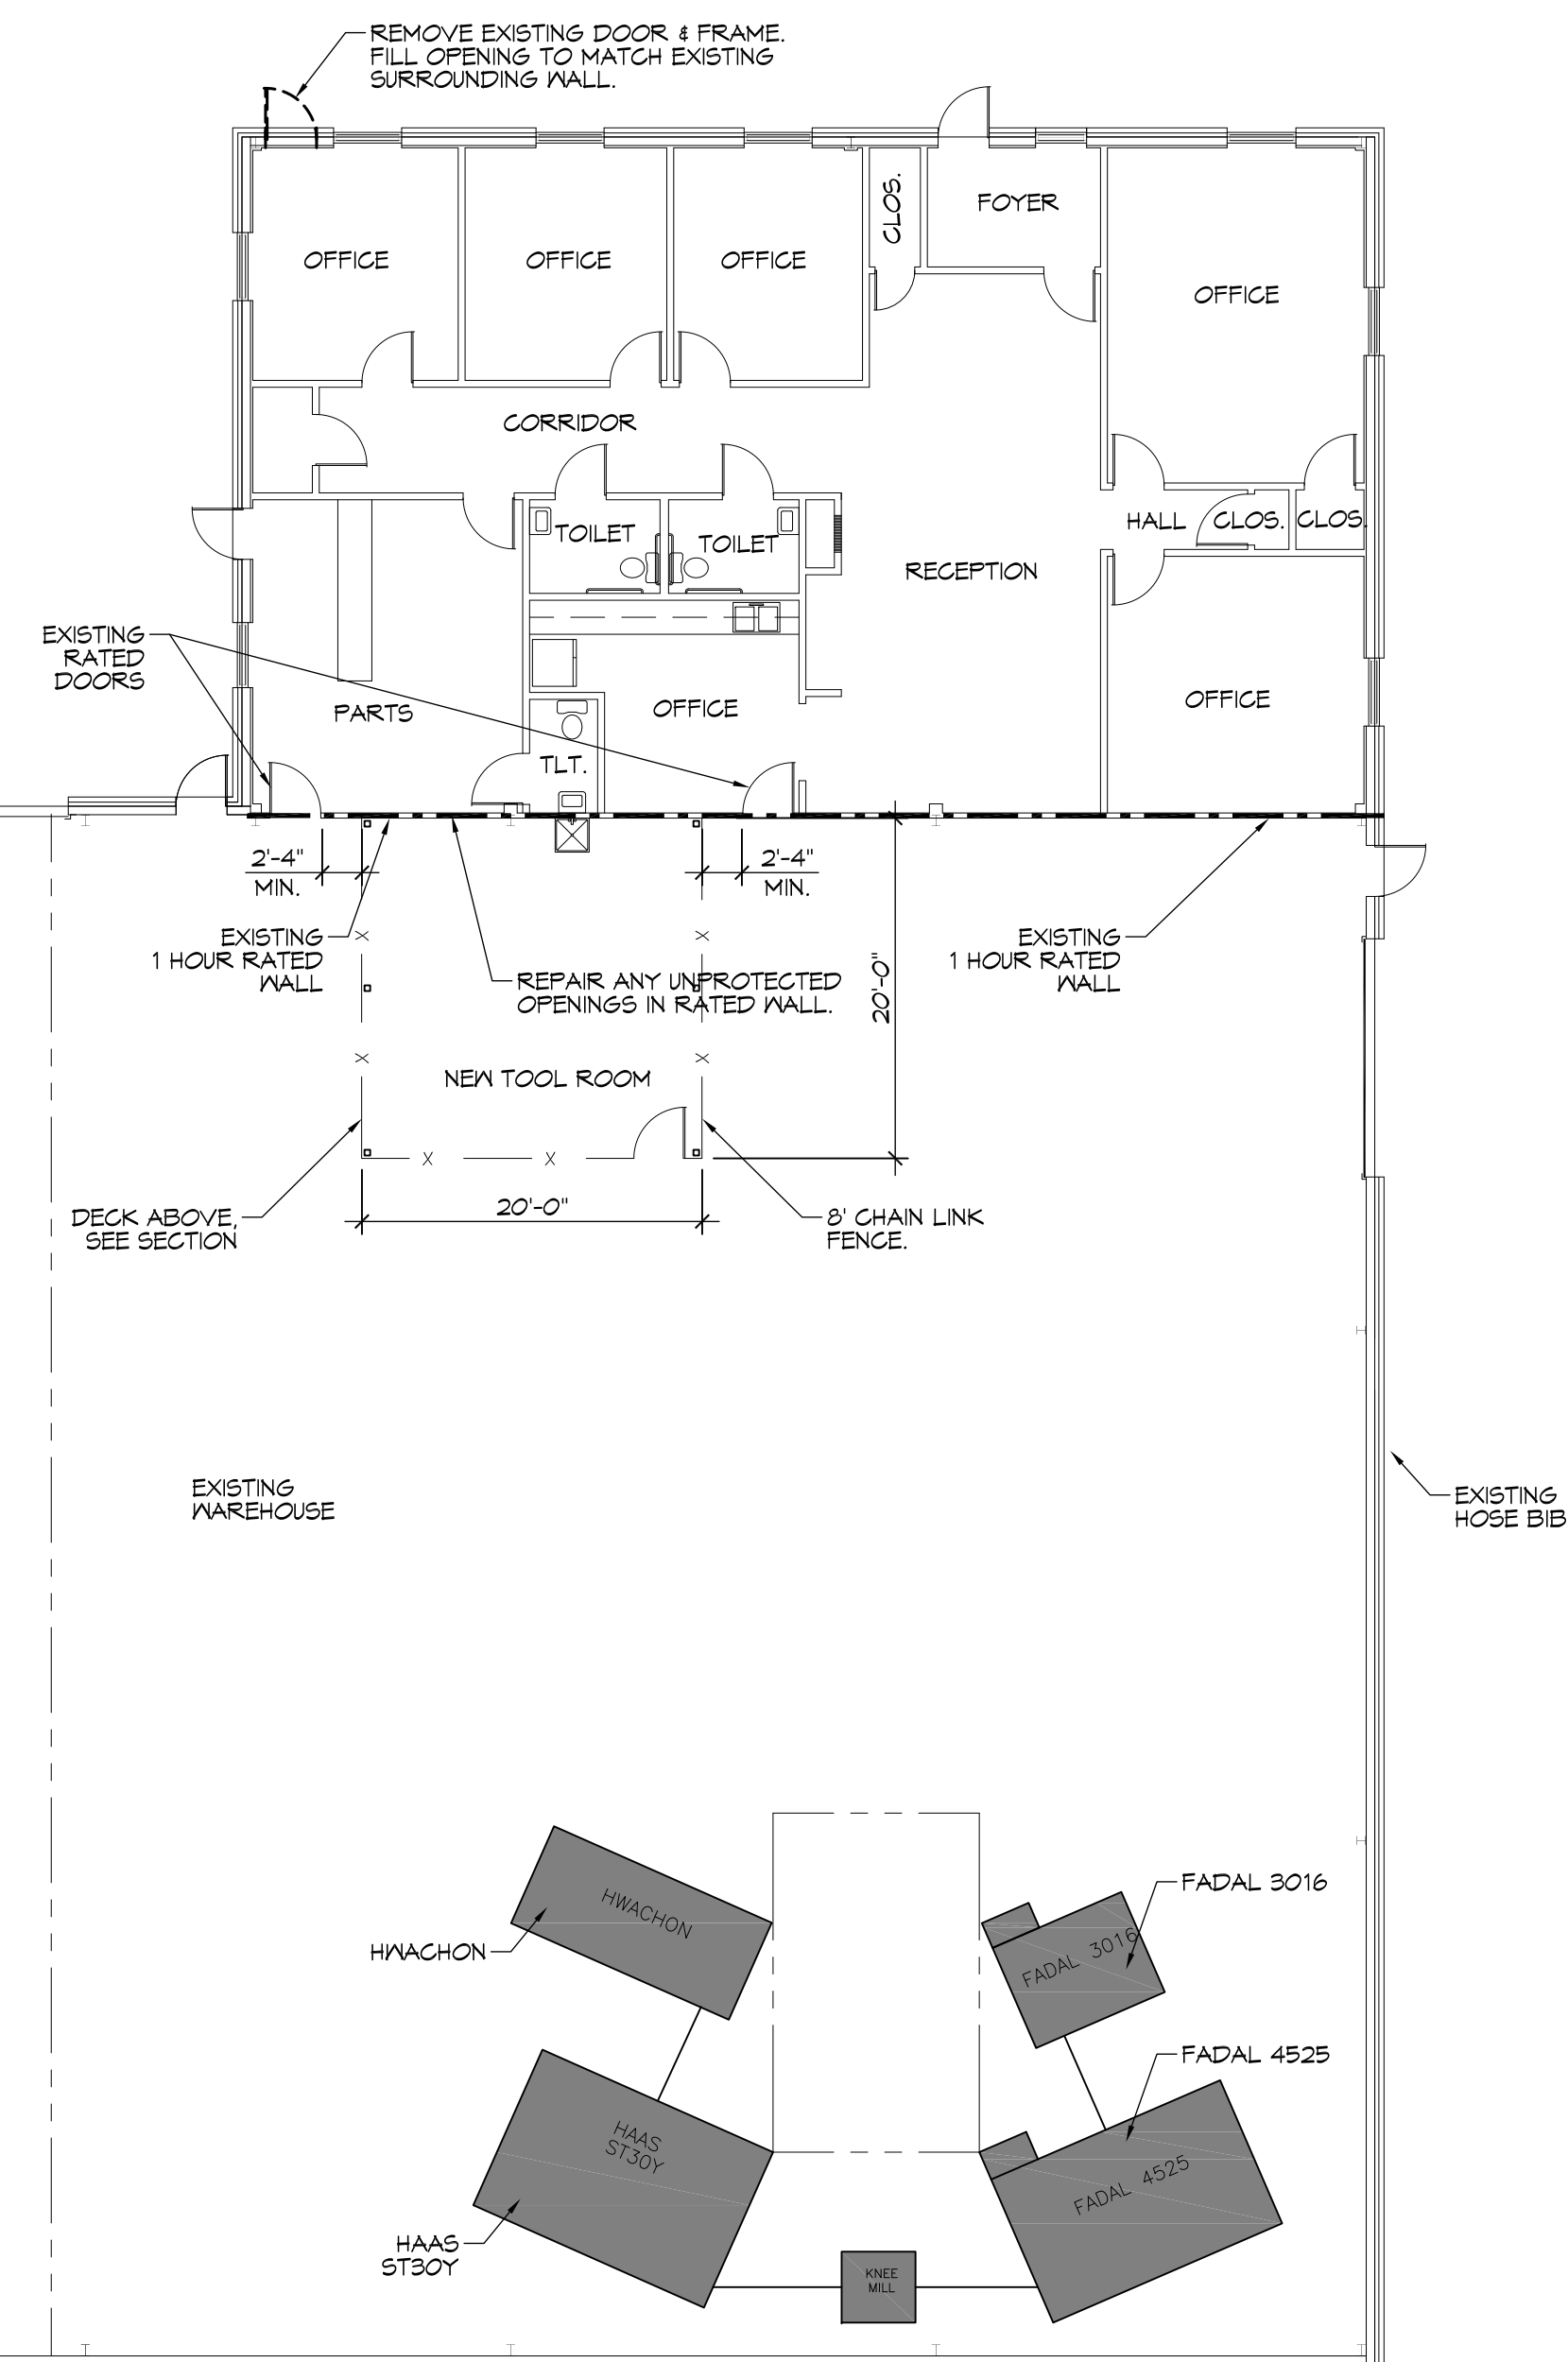 REMOVE EXISTING DOOR & FRAME.
FILL OPENING TO MATCH EXISTING
SURROUNDING WALL.
CLOS.
FOYER
OFFICE
OFFICE
OFFICE
OFFICE
CORRIDOR
HALL
CLOS.
CLOS.
TOILET
TOILET
RECEPTION
EXISTING
RATED
DOORS
PARTS
OFFICE
OFFICE
TLT.
2'-4"
MIN.
2'-4"
MIN.
EXISTING
1 HOUR RATED
WALL
REPAIR ANY UNPROTECTED
OPENINGS IN RATED WALL.
20'-0"
EXISTING
1 HOUR RATED
WALL
NEW TOOL ROOM
DECK ABOVE,
SEE SECTION
20'-0"
8' CHAIN LINK
FENCE.
EXISTING
WAREHOUSE
EXISTING
HOSE BIB
HWACHON
HWACHON
FADAL 3016
FADAL 3016
FADAL 4525
FADAL 4525
HAAS
ST30Y
HAAS
ST30Y
KNEE
MILL